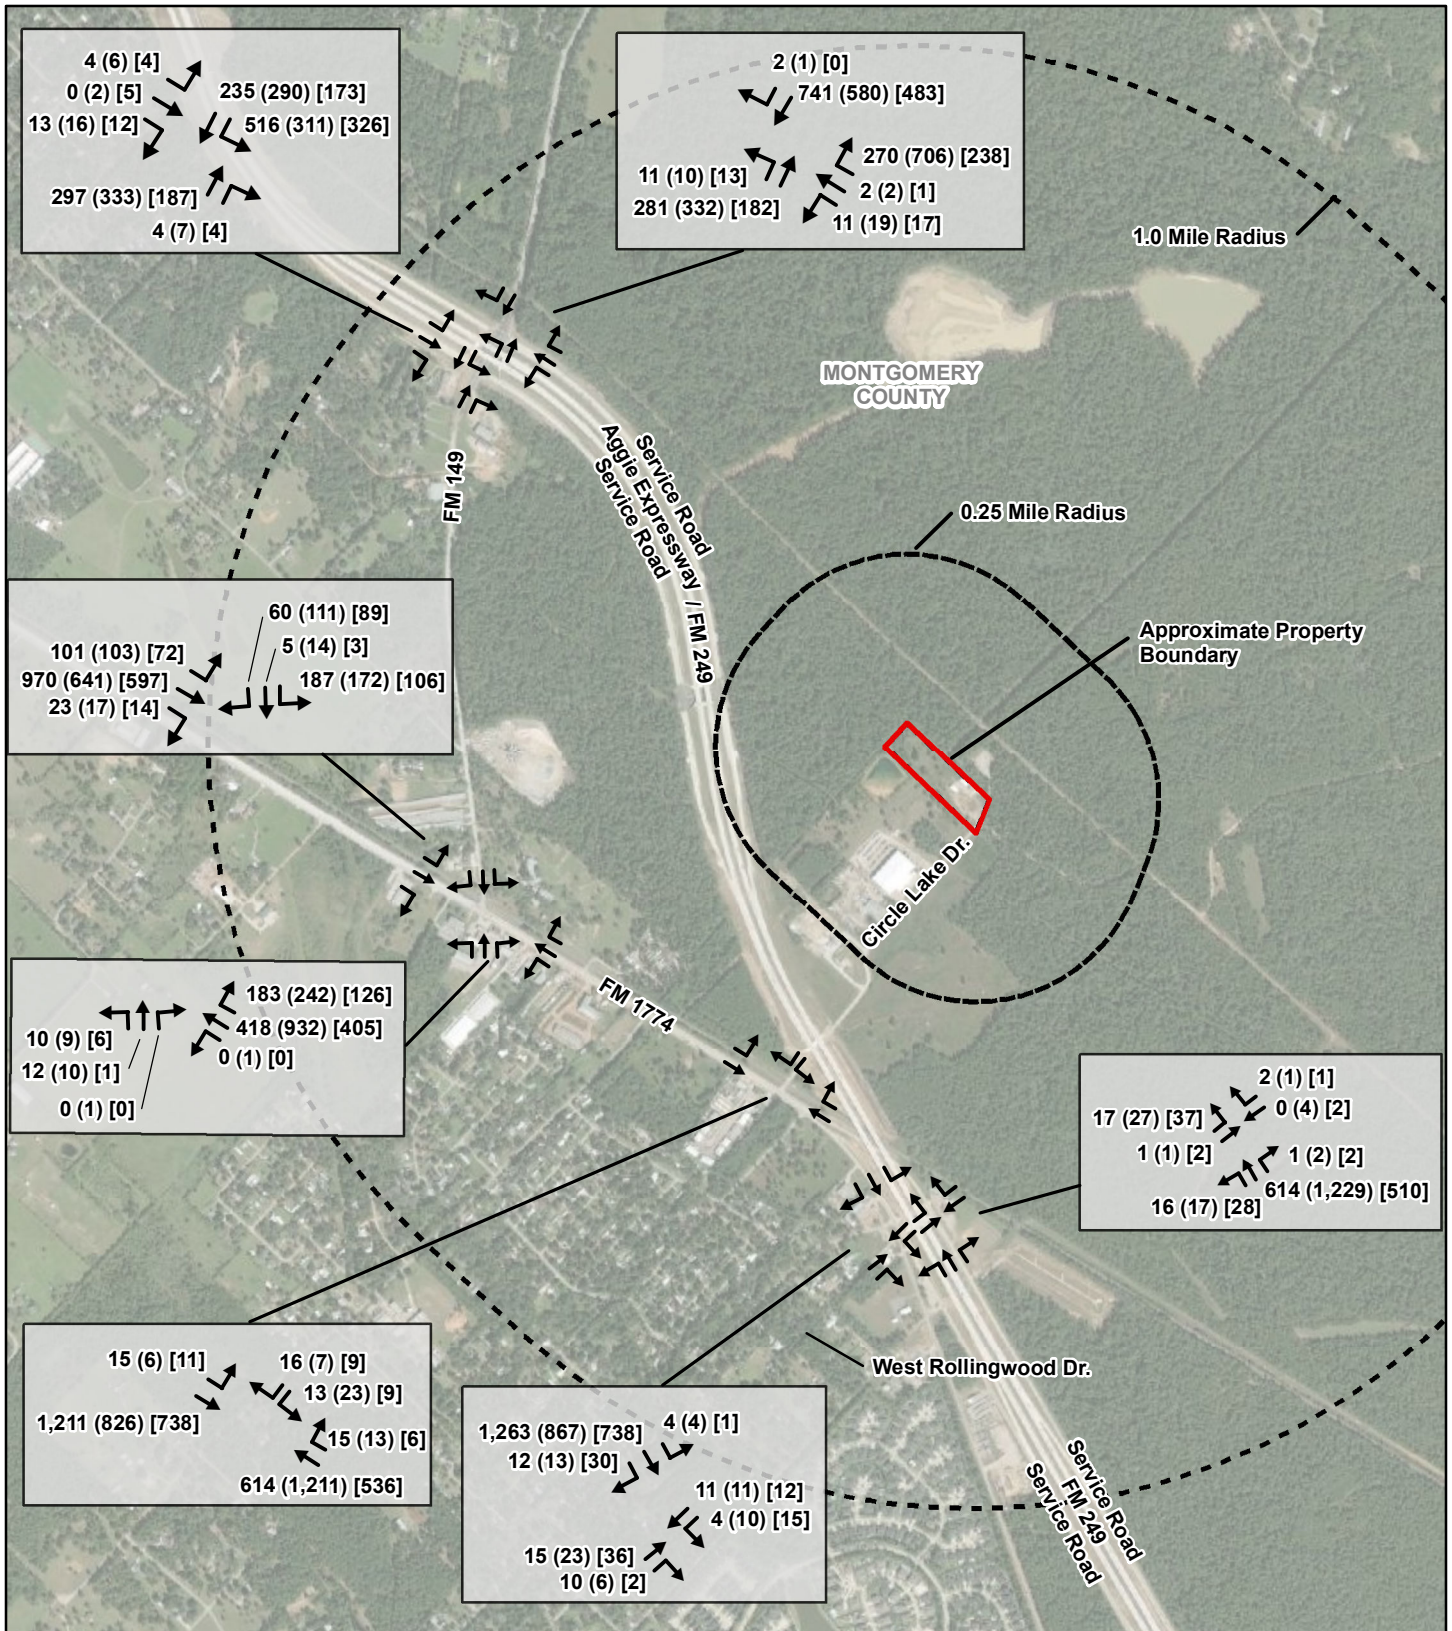 4 (6) [4]
0 (2) [5]
13 (16) [12]
235 (290) [173]
516 (311) [326]
297 (333) [187]
4 (7) [4]
2 (1) [0]
741 (580) [483]
270 (706) [238]
11 (10) [13]
2 (2) [1]
281 (332) [182]
11 (19) [17]
1.0 Mile Radius
MONTGOMERY
COUNTY
Service Road
Aggie Expressway / FM 249
Service Road
FM 149
0.25 Mile Radius
60 (111) [89]
5 (14) [3]
101 (103) [72]
970 (641) [597]
187 (172) [106]
23 (17) [14]
Approximate Property
Boundary
Circle Lake Dr.
FM 1774
183 (242) [126]
418 (932) [405]
10 (9) [6]
0 (1) [0]
12 (10) [1]
0 (1) [0]
2 (1) [1]
17 (27) [37]
0 (4) [2]
1 (1) [2]
1 (2) [2]
614 (1,229) [510]
16 (17) [28]
15 (6) [11]
16 (7) [9]
13 (23) [9]
1,211 (826) [738]
15 (13) [6]
614 (1,211) [536]
West Rollingwood Dr.
4 (4) [1]
1,263 (867) [738]
12 (13) [30]
11 (11) [12]
4 (10) [15]
15 (23) [36]
10 (6) [2]
Service Road
FM 249
Service Road